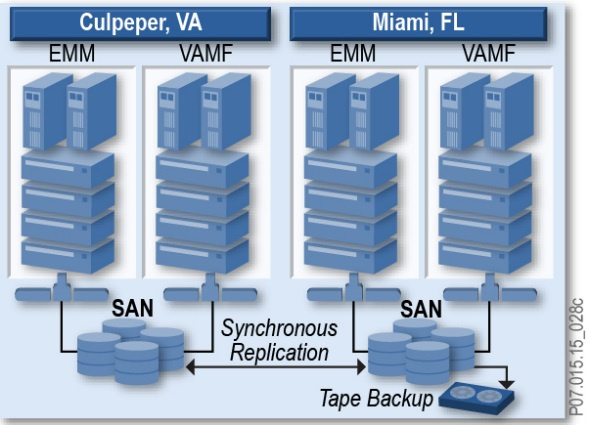 Culpeper, VA
Miami, FL
EMM
VAMF
EMM
VAMF
SAN
SAN
Synchronous
Replication
Tape Backup
P07.015.15_028c